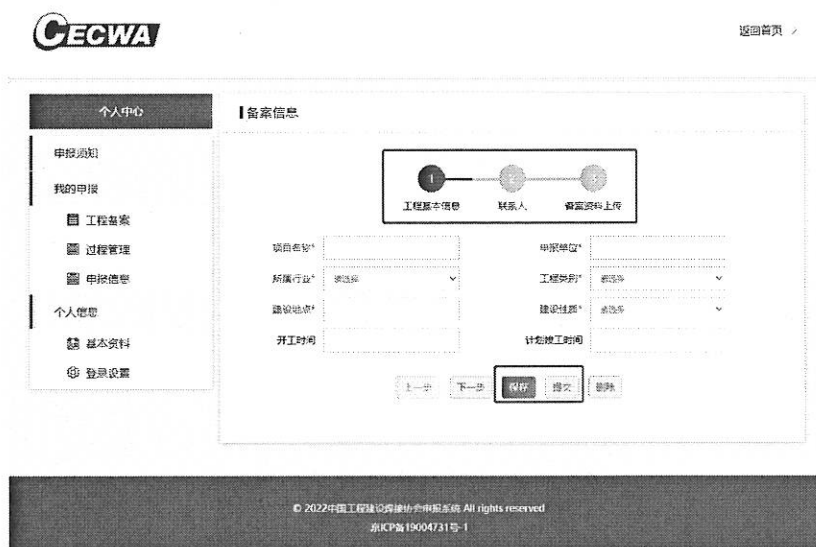 CECWA
返回首页
个人中心
备案信息
申报须知
我的申报
工程备案
过程管理
申报信息
个人信息
基本资料
登录设置
1
2
3
工程基本信息
联系人
备案资料上传
项目名称*
申报单位*
所属行业*
请选择
工程类别*
请选择
建设地点*
建设性质*
请选择
开工时间
计划竣工时间
上一步
下一步
保存
提交
删除
© 2022中国工程建设焊接协会申报系统 All rights reserved
京ICP备19004731号-1